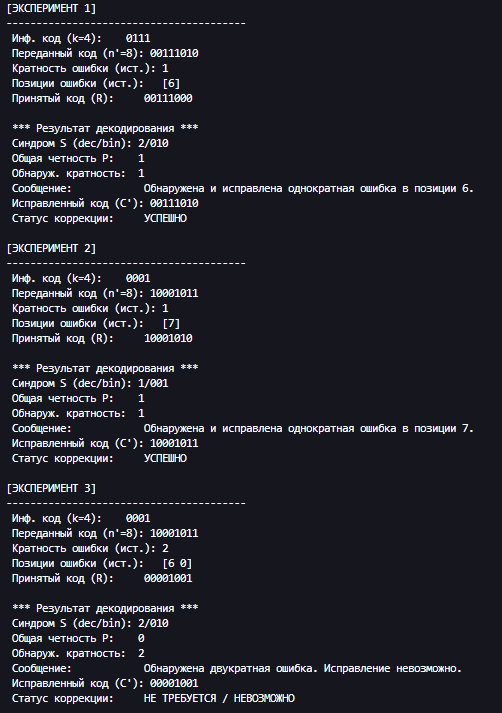 [ЭКСПЕРИМЕНТ 1]
----------------------------------------
Инф. код (k=4): 0111
Переданный код (n'=8): 00111010
Кратность ошибки (ист.): 1
Позиции ошибки (ист.): [6]
Принятый код (R): 00111000
*** Результат декодирования ***
Синдром S (dec/bin): 2/010
Общая четность P: 1
Обнаруж. кратность: 1
Сообщение: Обнаружена и исправлена однократная ошибка в позиции 6.
Исправленный код (C'): 00111010
Статус коррекции: УСПЕШНО
[ЭКСПЕРИМЕНТ 2]
----------------------------------------
Инф. код (k=4): 0001
Переданный код (n'=8): 10001011
Кратность ошибки (ист.): 1
Позиции ошибки (ист.): [7]
Принятый код (R): 10001010
*** Результат декодирования ***
Синдром S (dec/bin): 1/001
Общая четность P: 1
Обнаруж. кратность: 1
Сообщение: Обнаружена и исправлена однократная ошибка в позиции 7.
Исправленный код (C'): 10001011
Статус коррекции: УСПЕШНО
[ЭКСПЕРИМЕНТ 3]
----------------------------------------
Инф. код (k=4): 0001
Переданный код (n'=8): 10001011
Кратность ошибки (ист.): 2
Позиции ошибки (ист.): [6 0]
Принятый код (R): 00001001
*** Результат декодирования ***
Синдром S (dec/bin): 2/010
Общая четность P: 0
Обнаруж. кратность: 2
Сообщение: Обнаружена двукратная ошибка. Исправление невозможно.
Исправленный код (C'): 00001001
Статус коррекции: НЕ ТРЕБУЕТСЯ / НЕВОЗМОЖНО